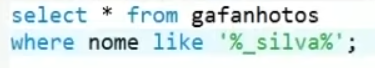 select * from gafanhotos
where nome like '%_silva%';